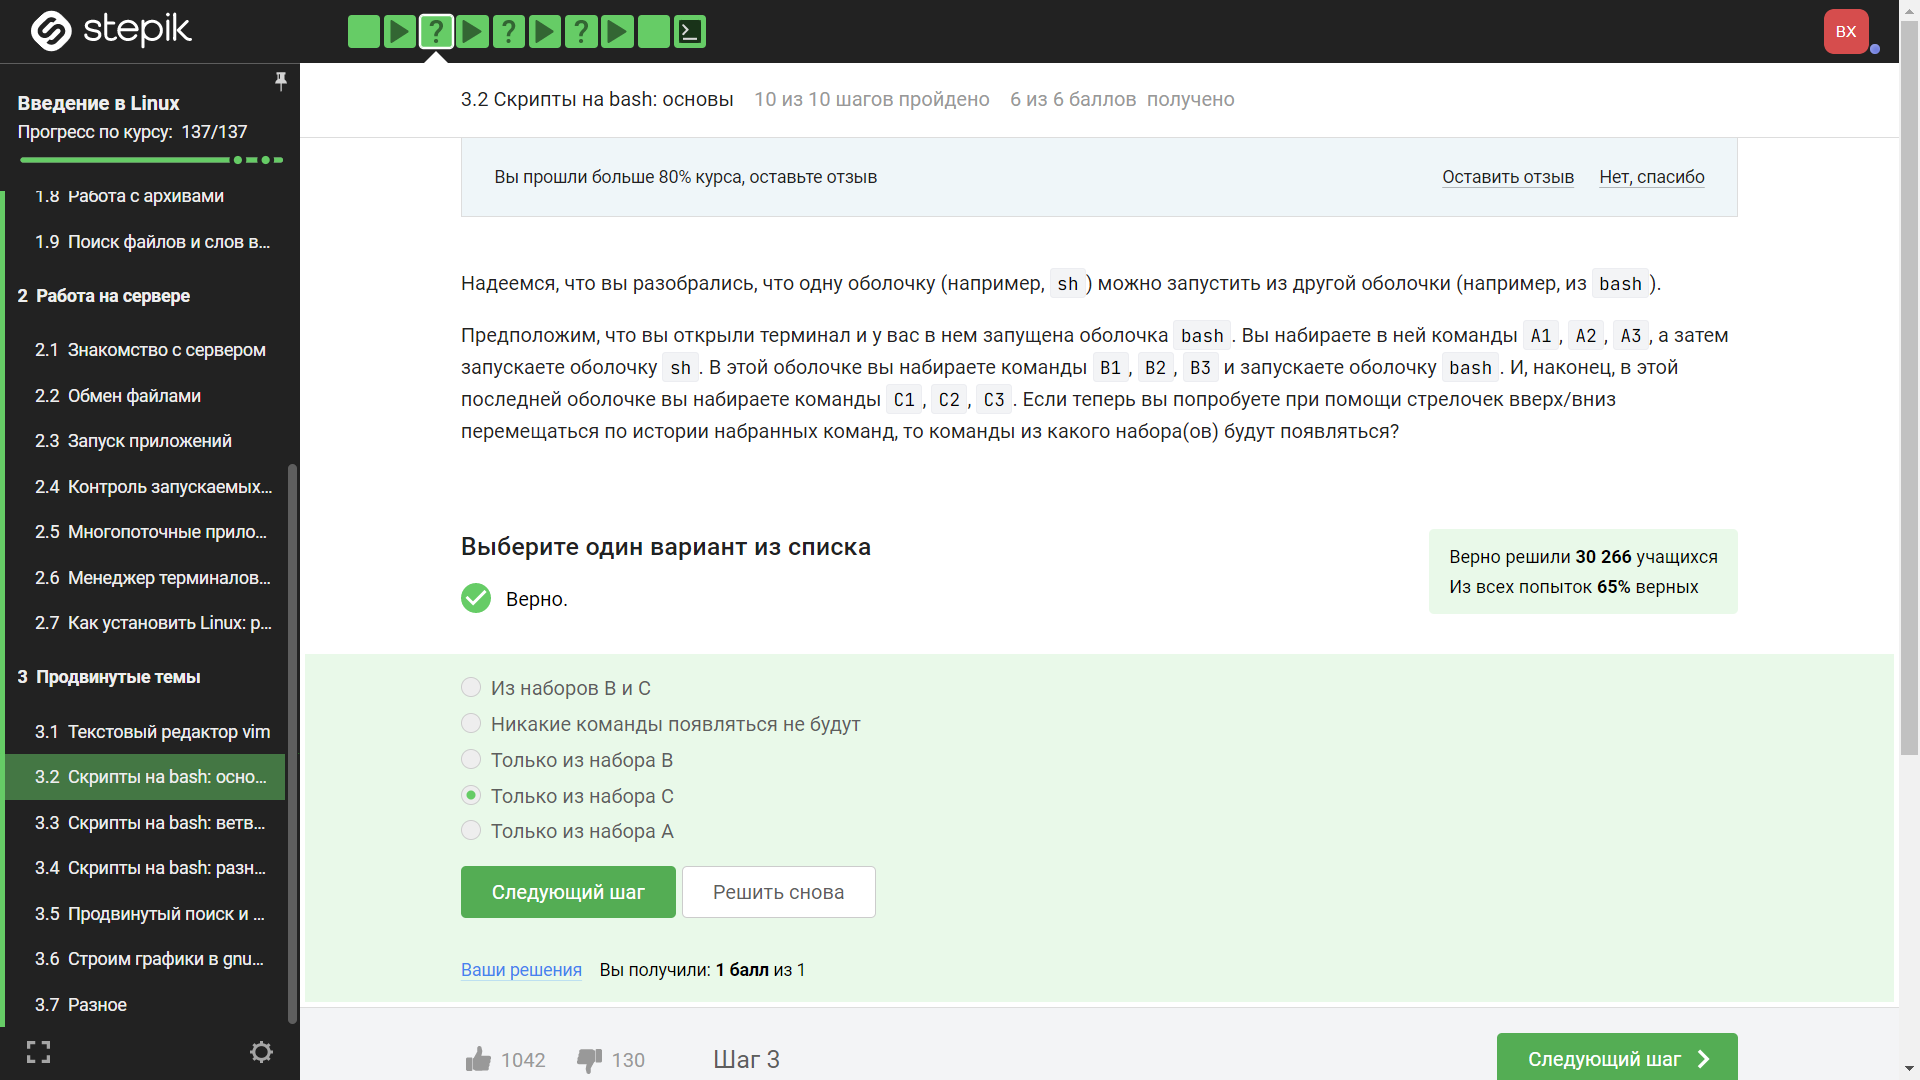 stepik
? ? ?
ВХ
Введение в Linux
Прогресс по курсу: 137/137
1.8 Работа с архивами
1.9 Поиск файлов и слов в...
2 Работа на сервере
2.1 Знакомство с сервером
2.2 Обмен файлами
2.3 Запуск приложений
2.4 Контроль запускаемых...
2.5 Многопоточные прило...
2.6 Менеджер терминалов...
2.7 Как установить Linux: р...
3 Продвинутые темы
3.1 Текстовый редактор vim
3.2 Скрипты на bash: осно...
3.3 Скрипты на bash: ветв...
3.4 Скрипты на bash: разн...
3.5 Продвинутый поиск и ...
3.6 Строим графики в gnu...
3.7 Разное
3.2 Скрипты на bash: основы 10 из 10 шагов пройдено 6 из 6 баллов получено
Вы прошли больше 80% курса, оставьте отзыв Оставить отзыв Нет, спасибо
Надеемся, что вы разобрались, что одну оболочку (например, sh ) можно запустить из другой оболочки (например, из bash ).
Предположим, что вы открыли терминал и у вас в нем запущена оболочка bash . Вы набираете в ней команды A1 , A2 , A3 , а затем
запускаете оболочку sh . В этой оболочке вы набираете команды B1 , B2 , B3 и запускаете оболочку bash . И, наконец, в этой
последней оболочке вы набираете команды C1 , C2 , C3 . Если теперь вы попробуете при помощи стрелочек вверх/вниз
перемещаться по истории набранных команд, то команды из какого набора(ов) будут появляться?
Выберите один вариант из списка
Верно.
Верно решили 30 266 учащихся
Из всех попыток 65% верных
Из наборов B и C
Никакие команды появляться не будут
Только из набора B
Только из набора C
Только из набора A
Следующий шаг Решить снова
Ваши решения Вы получили: 1 балл из 1
1042 130 Шаг 3 Следующий шаг